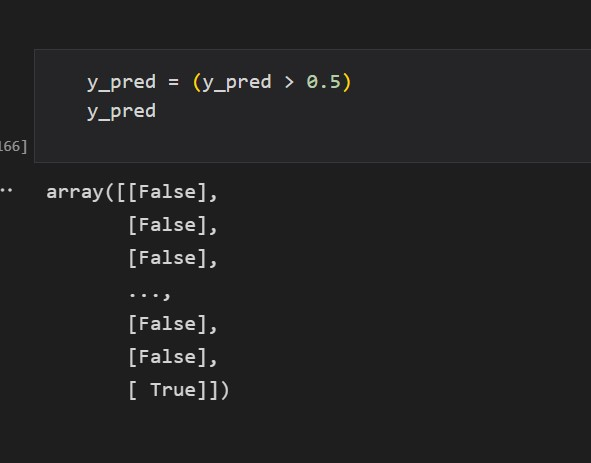 y_pred = (y_pred > 0.5)
y_pred
166]
array([[False],
[False],
[False],
...,
[False],
[False],
[ True]])